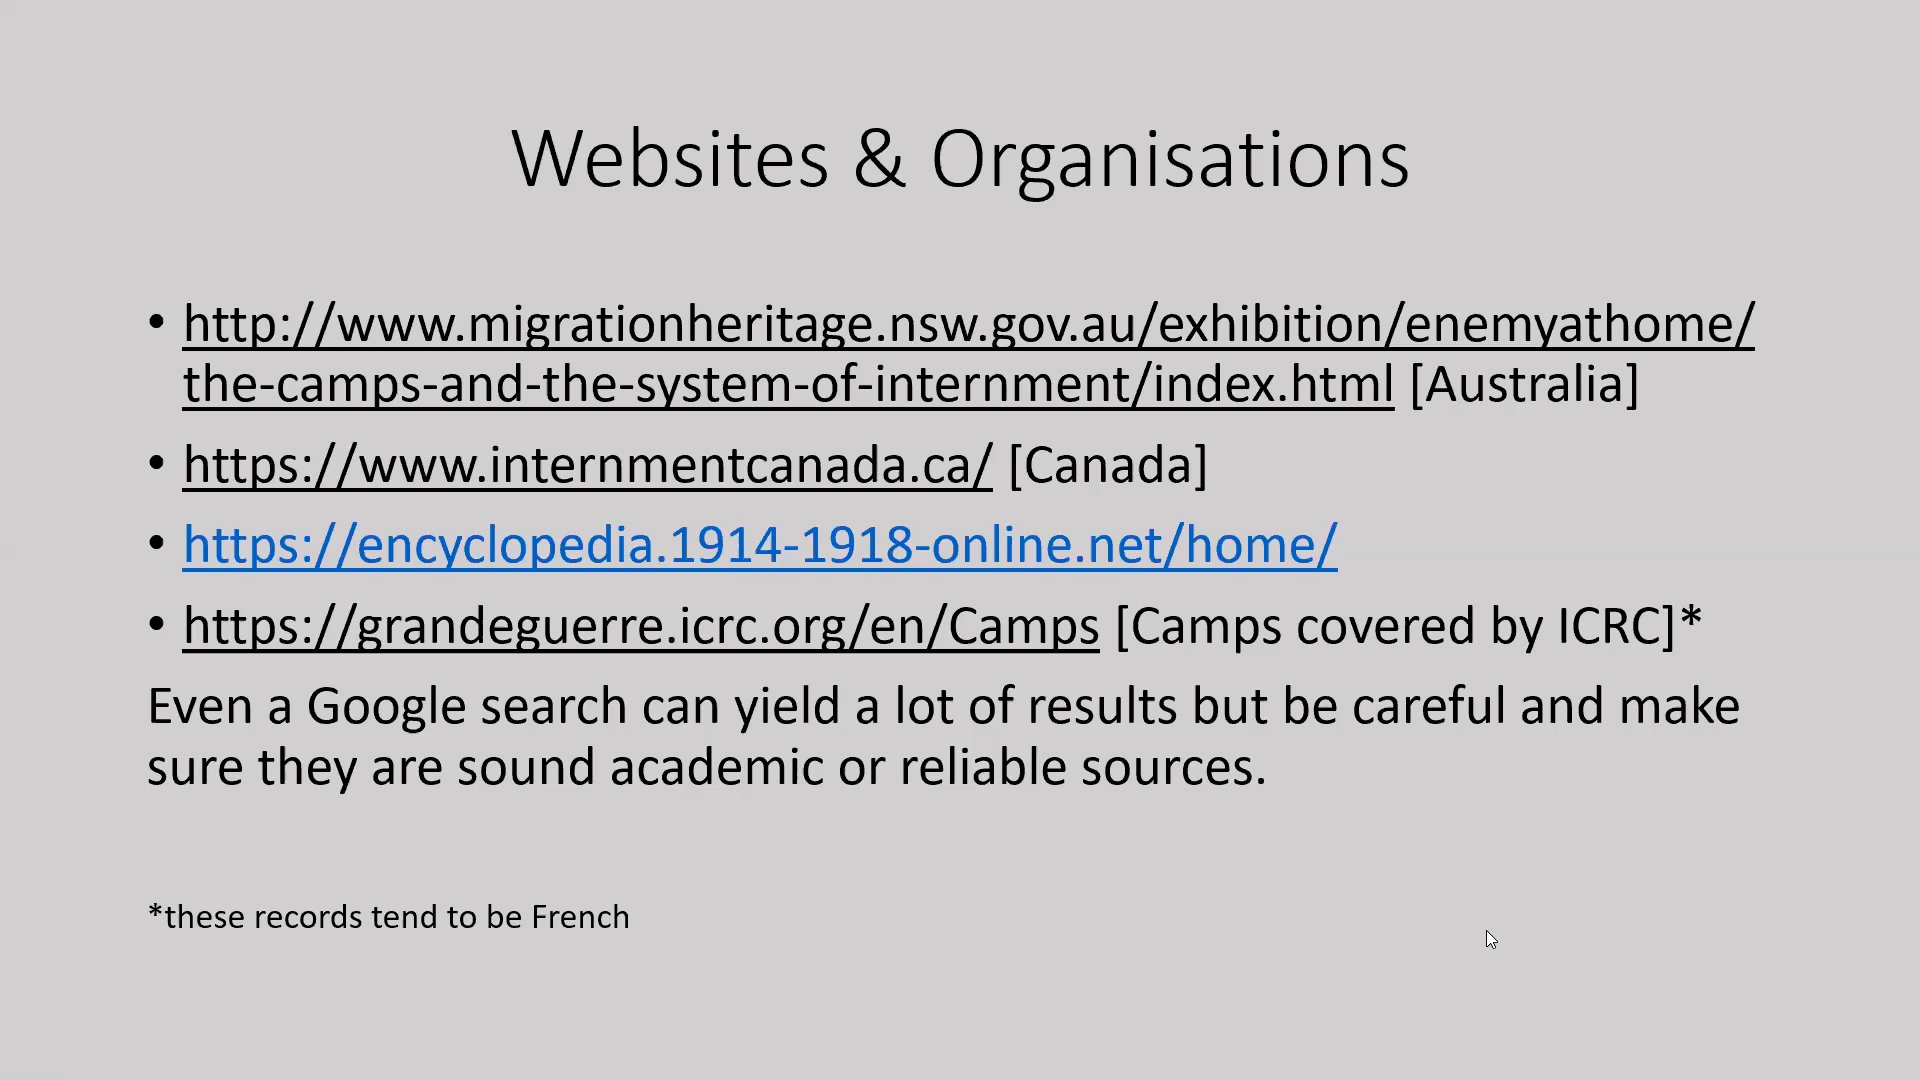 Websites & Organisations
• http://www.migrationheritage.nsw.gov.au/exhibition/enemyathome/
the-camps-and-the-system-of-internment/index.html [Australia]
• https://www.internmentcanada.ca/ [Canada]
• https://encyclopedia.1914-1918-online.net/home/
• https://grandeguerre.icrc.org/en/Camps [Camps covered by ICRC]*
Even a Google search can yield a lot of results but be careful and make
sure they are sound academic or reliable sources.
*these records tend to be French